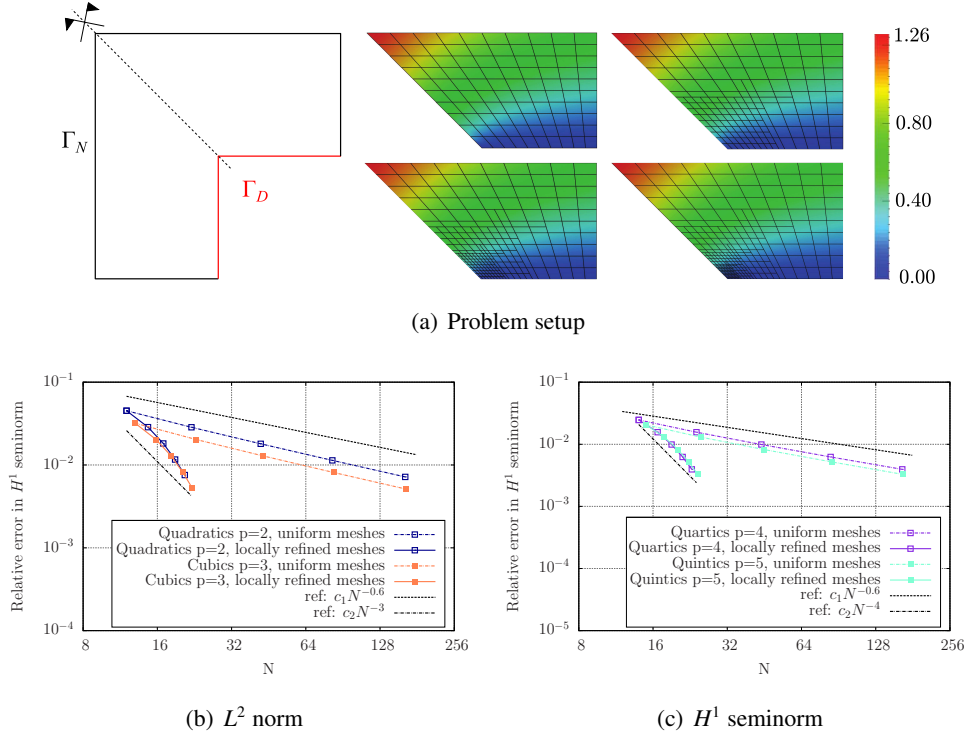 Γ_N
Γ_D
1.26
0.80
0.40
0.00
(a) Problem setup
Relative error in H^1 seminorm
10^{-1}
10^{-2}
10^{-3}
10^{-4}
Quadratics p=2, uniform meshes
Quadratics p=2, locally refined meshes
Cubics p=3, uniform meshes
Cubics p=3, locally refined meshes
ref: c_1N^{-0.6}
ref: c_2N^{-3}
8 16 32 64 128 256
N
(b) L^2 norm
Relative error in H^1 seminorm
10^{-1}
10^{-2}
10^{-3}
10^{-4}
10^{-5}
Quartics p=4, uniform meshes
Quartics p=4, locally refined meshes
Quintics p=5, uniform meshes
Quintics p=5, locally refined meshes
ref: c_1N^{-0.6}
ref: c_2N^{-4}
8 16 32 64 128 256
N
(c) H^1 seminorm